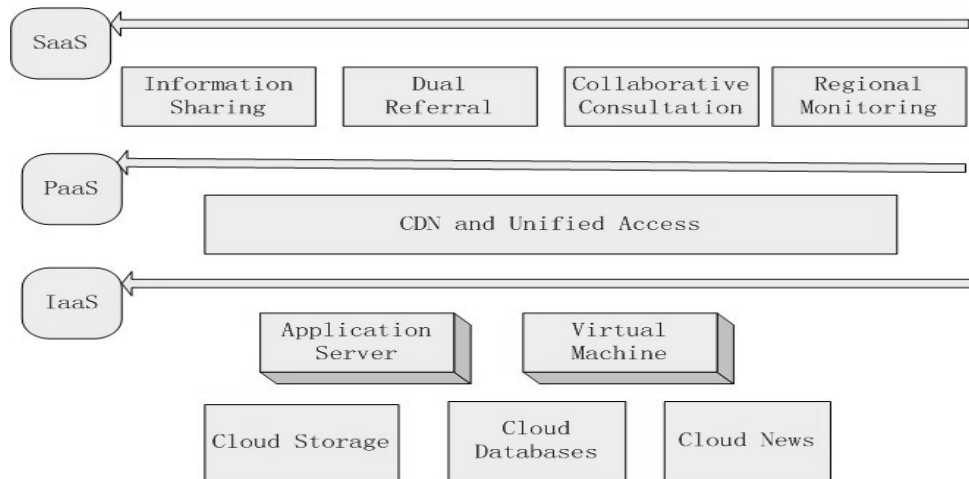 SaaS
Information
Sharing
Dual
Referral
Collaborative
Consultation
Regional
Monitoring
PaaS
CDN and Unified Access
IaaS
Application
Server
Virtual
Machine
Cloud Storage
Cloud
Databases
Cloud News